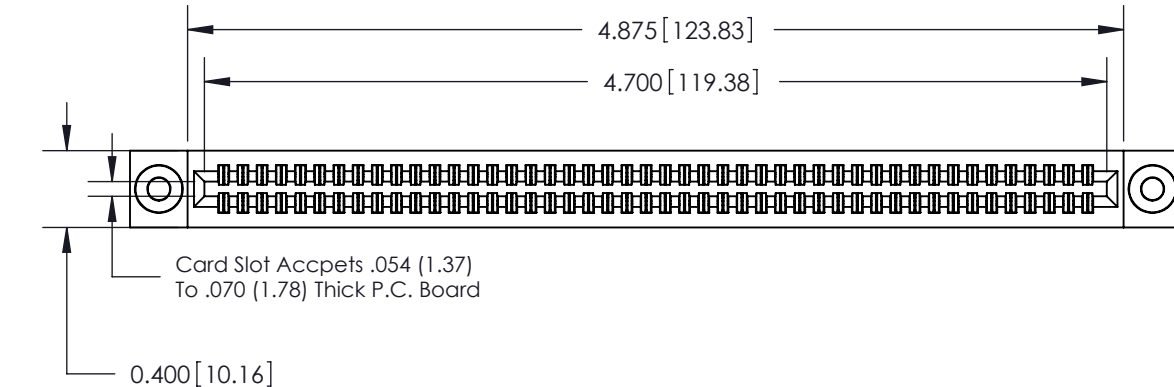 4.875[123.83]
4.700[119.38]
Card Slot Accpets .054 (1.37)
To .070 (1.78) Thick P.C. Board
0.400[10.16]